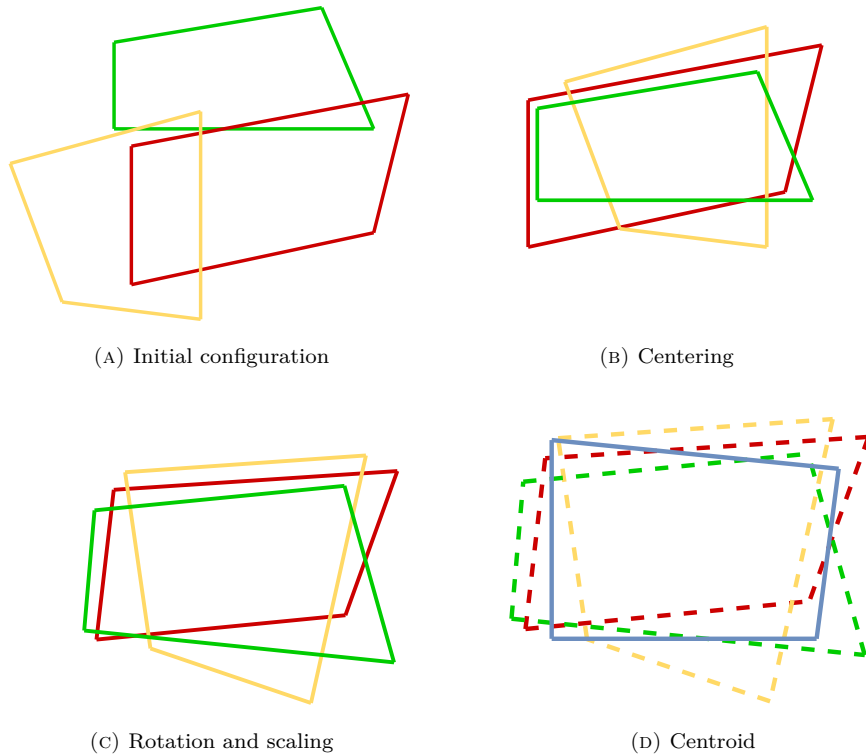 (A) Initial configuration
(B) Centering
(C) Rotation and scaling
(D) Centroid